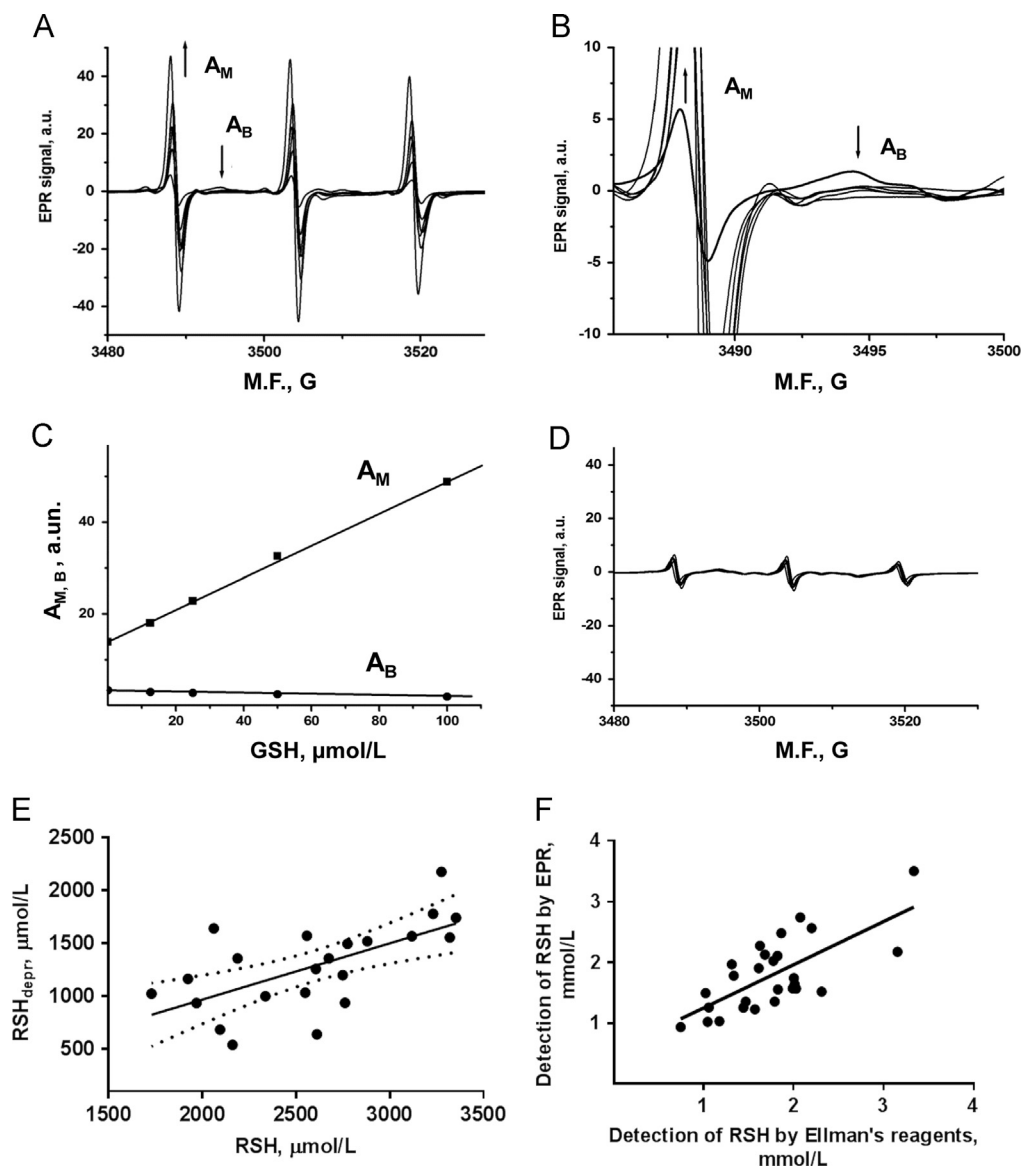 A
EPR signal, a.u.
40
20
0
-20
-40
A_M
A_B
3480
3500
3520
M.F., G
B
EPR signal, a.u.
10
5
0
-5
-10
A_M
A_B
3490
3495
3500
M.F., G
C
A_M, B, a.un.
40
20
A_M
A_B
20
40
60
80
100
GSH, µmol/L
D
EPR signal, a.u.
40
20
0
-20
-40
3480
3500
3520
M.F., G
E
RSH_depr, µmol/L
2500
2000
1500
1000
500
1500
2000
2500
3000
3500
RSH, µmol/L
F
Detection of RSH by EPR,
mmol/L
4
3
2
1
1
2
3
4
Detection of RSH by Ellman's reagents,
mmol/L